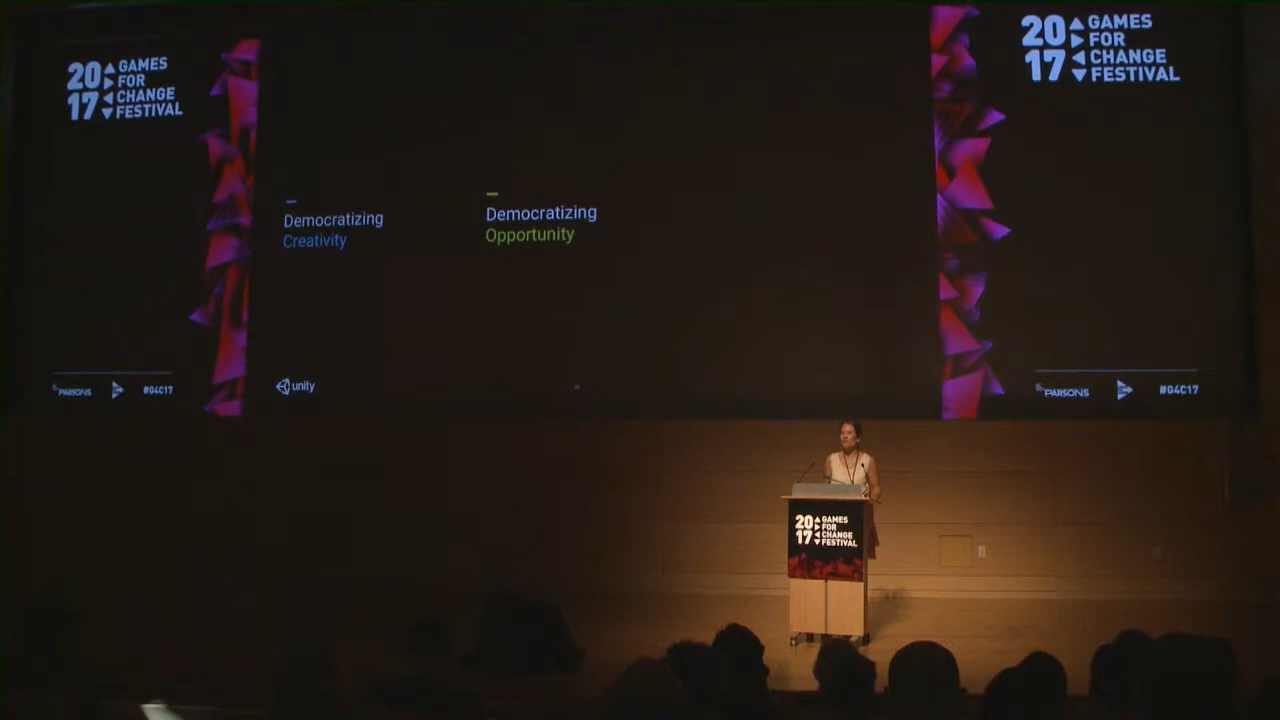 20 GAMES
FOR
17 CHANGE
FESTIVAL
Democratizing
Creativity
Democratizing
Opportunity
PARSONS
#G4C17
unity
20 GAMES
FOR
17 CHANGE
FESTIVAL
PARSONS
#G4C17
20 GAMES
FOR
17 CHANGE
FESTIVAL